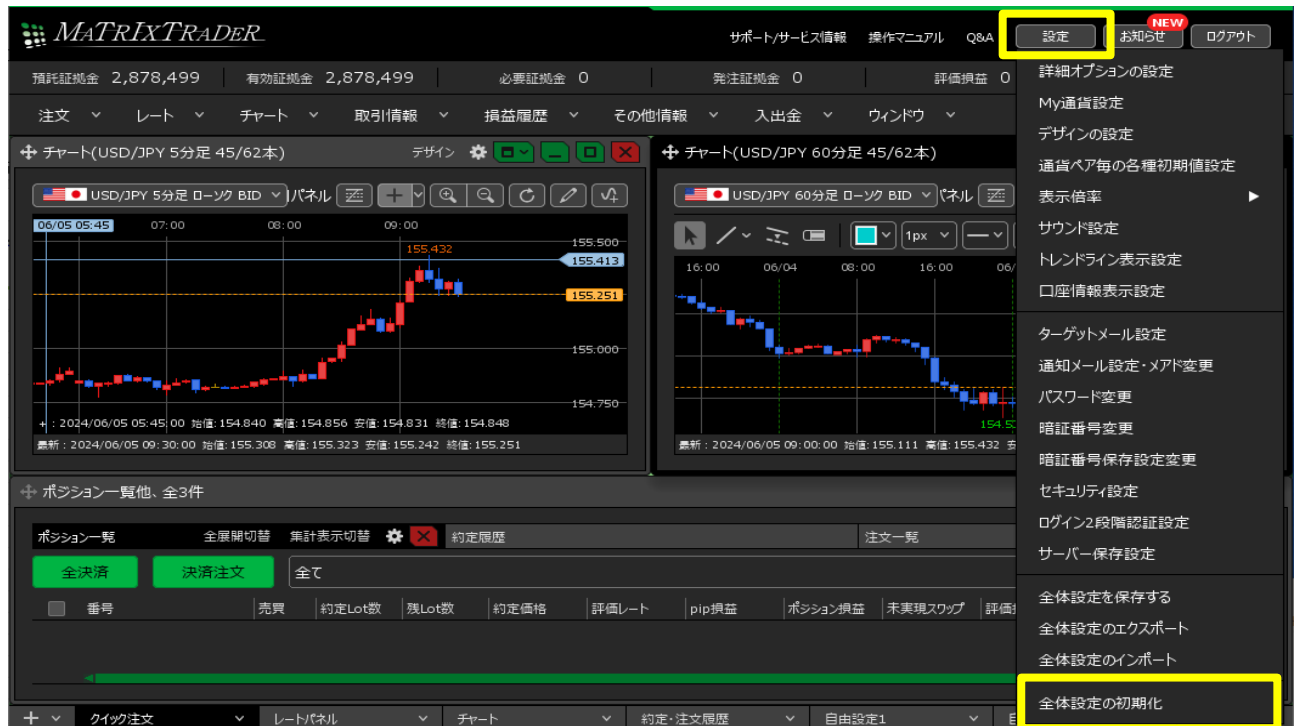 MATRIXTRADER
サポート/サービス情報 操作マニュアル Q&A 設定 お知らせ NEW ログアウト
預託証拠金 2,878,499 有効証拠金 2,878,499 必要証拠金 0 発注証拠金 0 評価損益 0
注文 レート チャート 取引情報 損益履歴 その他情報 入出金 ウィンドウ
チャート(USD/JPY 5分足 45/62本) デザイン
USD/JPY 5分足 ローソク BID パネル
06/05 05:45 07:00 08:00 09:00
155.432
155.500
155.413
155.251
155.000
154.750
+ : 2024/06/05 05:45:00 始値:154.840 高値:154.856 安値:154.831 終値:154.848
最新 : 2024/06/05 09:30:00 始値:155.308 高値:155.323 安値:155.242 終値:155.251
チャート(USD/JPY 60分足 45/62本)
USD/JPY 60分足 ローソク BID パネル
1px
16:00 06/04 08:00 16:00 06/
154.5
最新 : 2024/06/05 09:00:00 始値:155.111 高値:155.432
詳細オプションの設定
My通貨設定
デザインの設定
通貨ペア毎の各種初期値設定
表示倍率
サウンド設定
トレンドライン表示設定
口座情報表示設定
ターゲットメール設定
通知メール設定・メアド変更
パスワード変更
暗証番号変更
暗証番号保存設定変更
セキュリティ設定
ログイン2段階認証設定
サーバー保存設定
全体設定を保存する
全体設定のエクスポート
全体設定のインポート
全体設定の初期化
ポジション一覧他、全3件
ポジション一覧 全展開切替 集計表示切替 約定履歴 注文一覧
全決済 決済注文 全て
番号 売買 約定Lot数 残Lot数 約定価格 評価レート pip損益 ポジション損益 未実現スワップ 評価
クイック注文 レートパネル チャート 約定・注文履歴 自由設定1